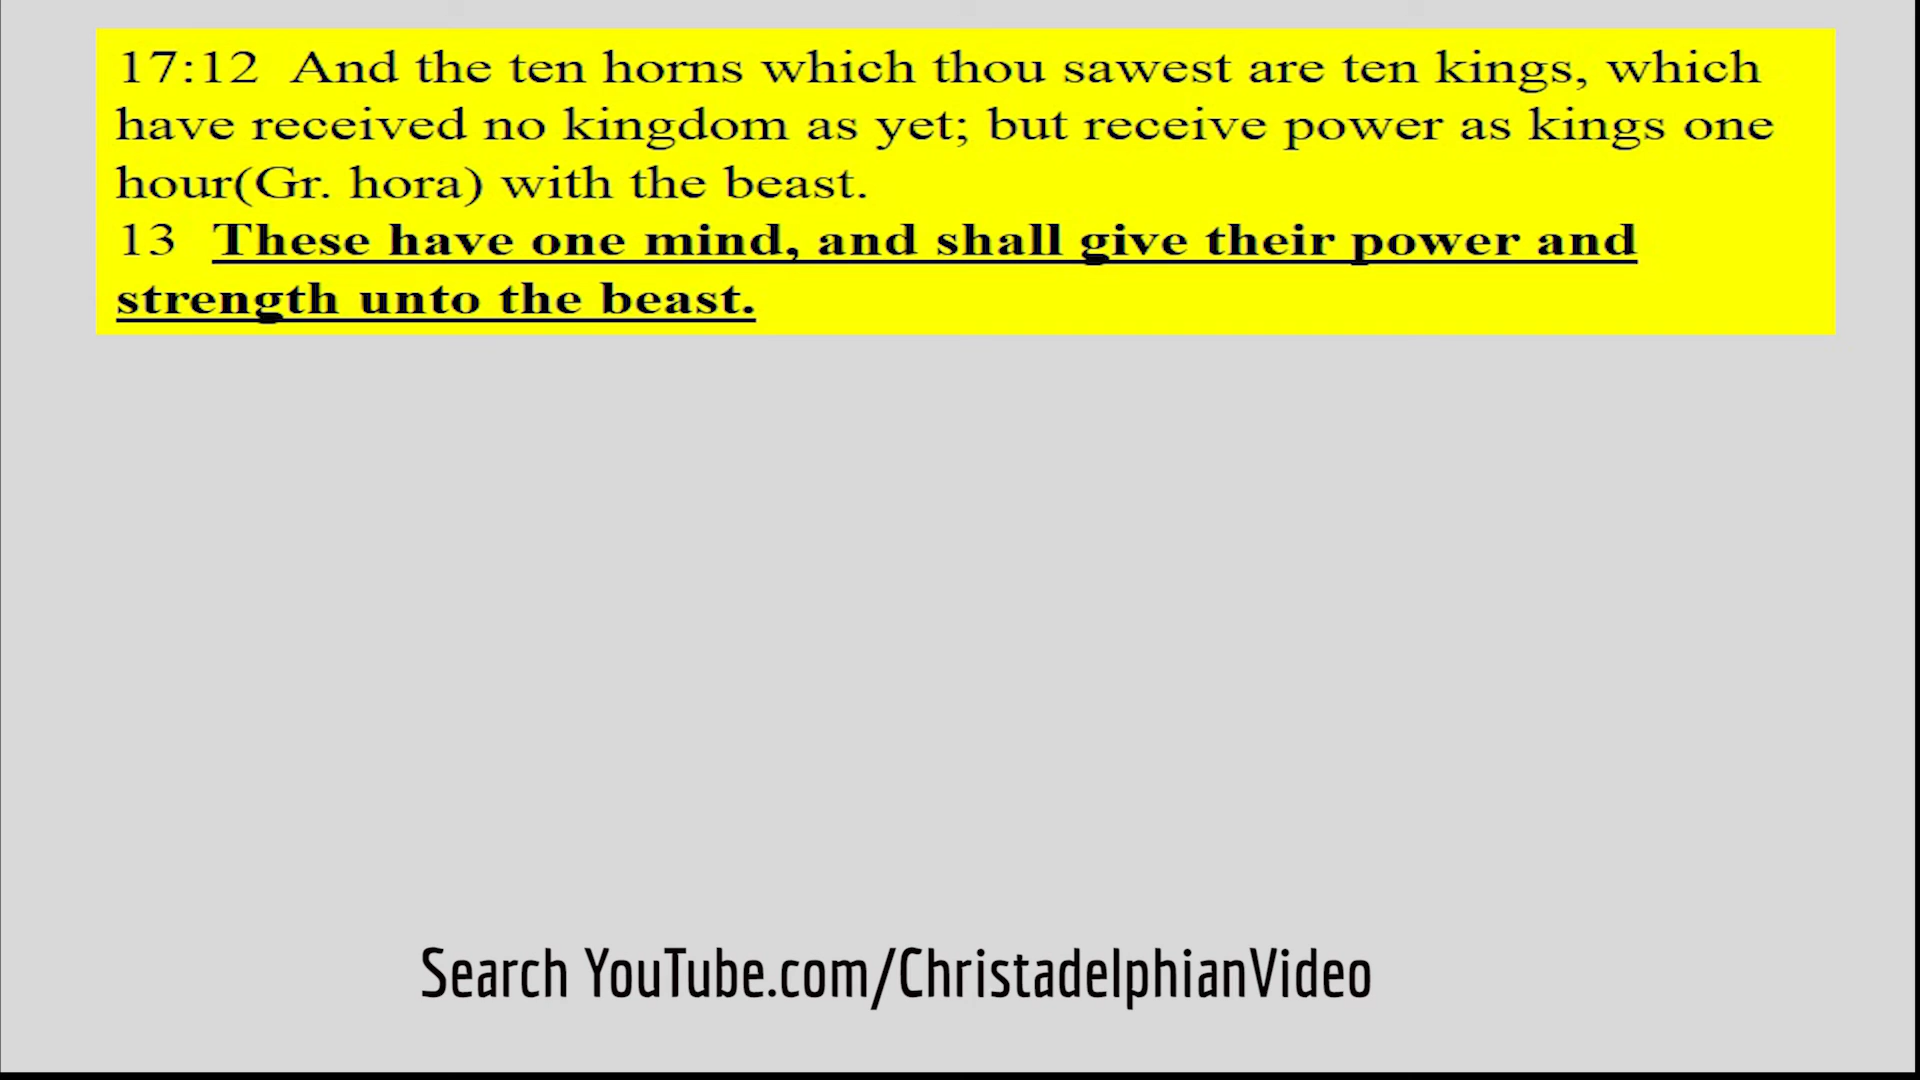 17:12 And the ten horns which thou sawest are ten kings, which
have received no kingdom as yet; but receive power as kings one
hour(Gr. hora) with the beast.
13 These have one mind, and shall give their power and
strength unto the beast.
Search YouTube.com/ChristadelphianVideo